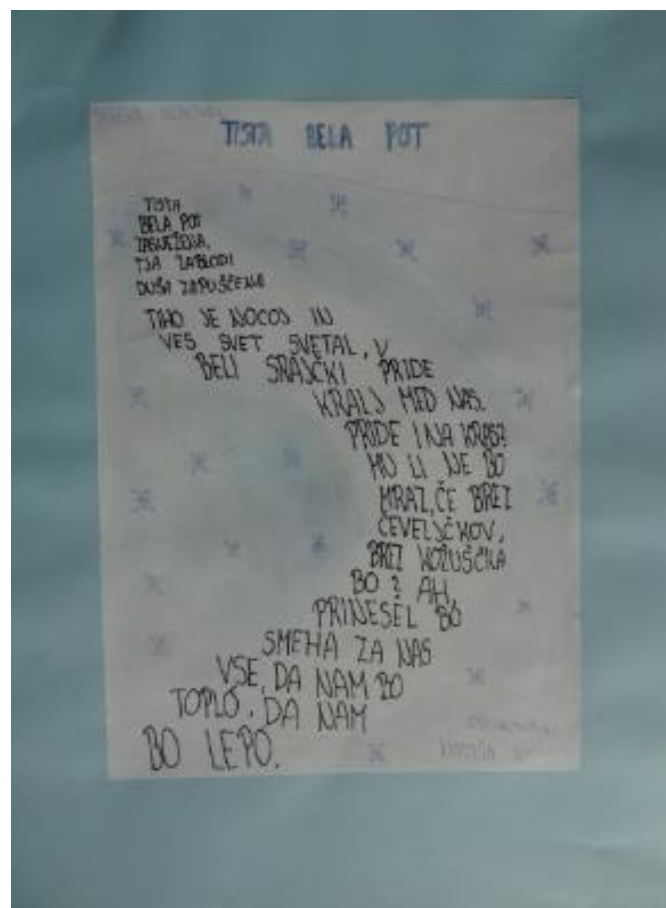 TISTA BELA POT
TISTA
BELA POT
ZASNEŽENA,
TJA ZABLODI
DUŠA ZAPUŠČENA
TIHO JE NOCOJ IN
VES SVET SVETAL, V
BELI SRAJČKI PRIDE
KRALJ MED NAS.
PRIDE I NA KRAS?
MU LI NE BO
MRAZ, ČE BREZ
ČEVELJČKOV,
BREZ KOŽUŠČKA
BO? AH,
PRINESEL BO
SMEHA ZA NAS
VSE, DA NAM BO
TOPLO, DA NAM
BO LEPO.